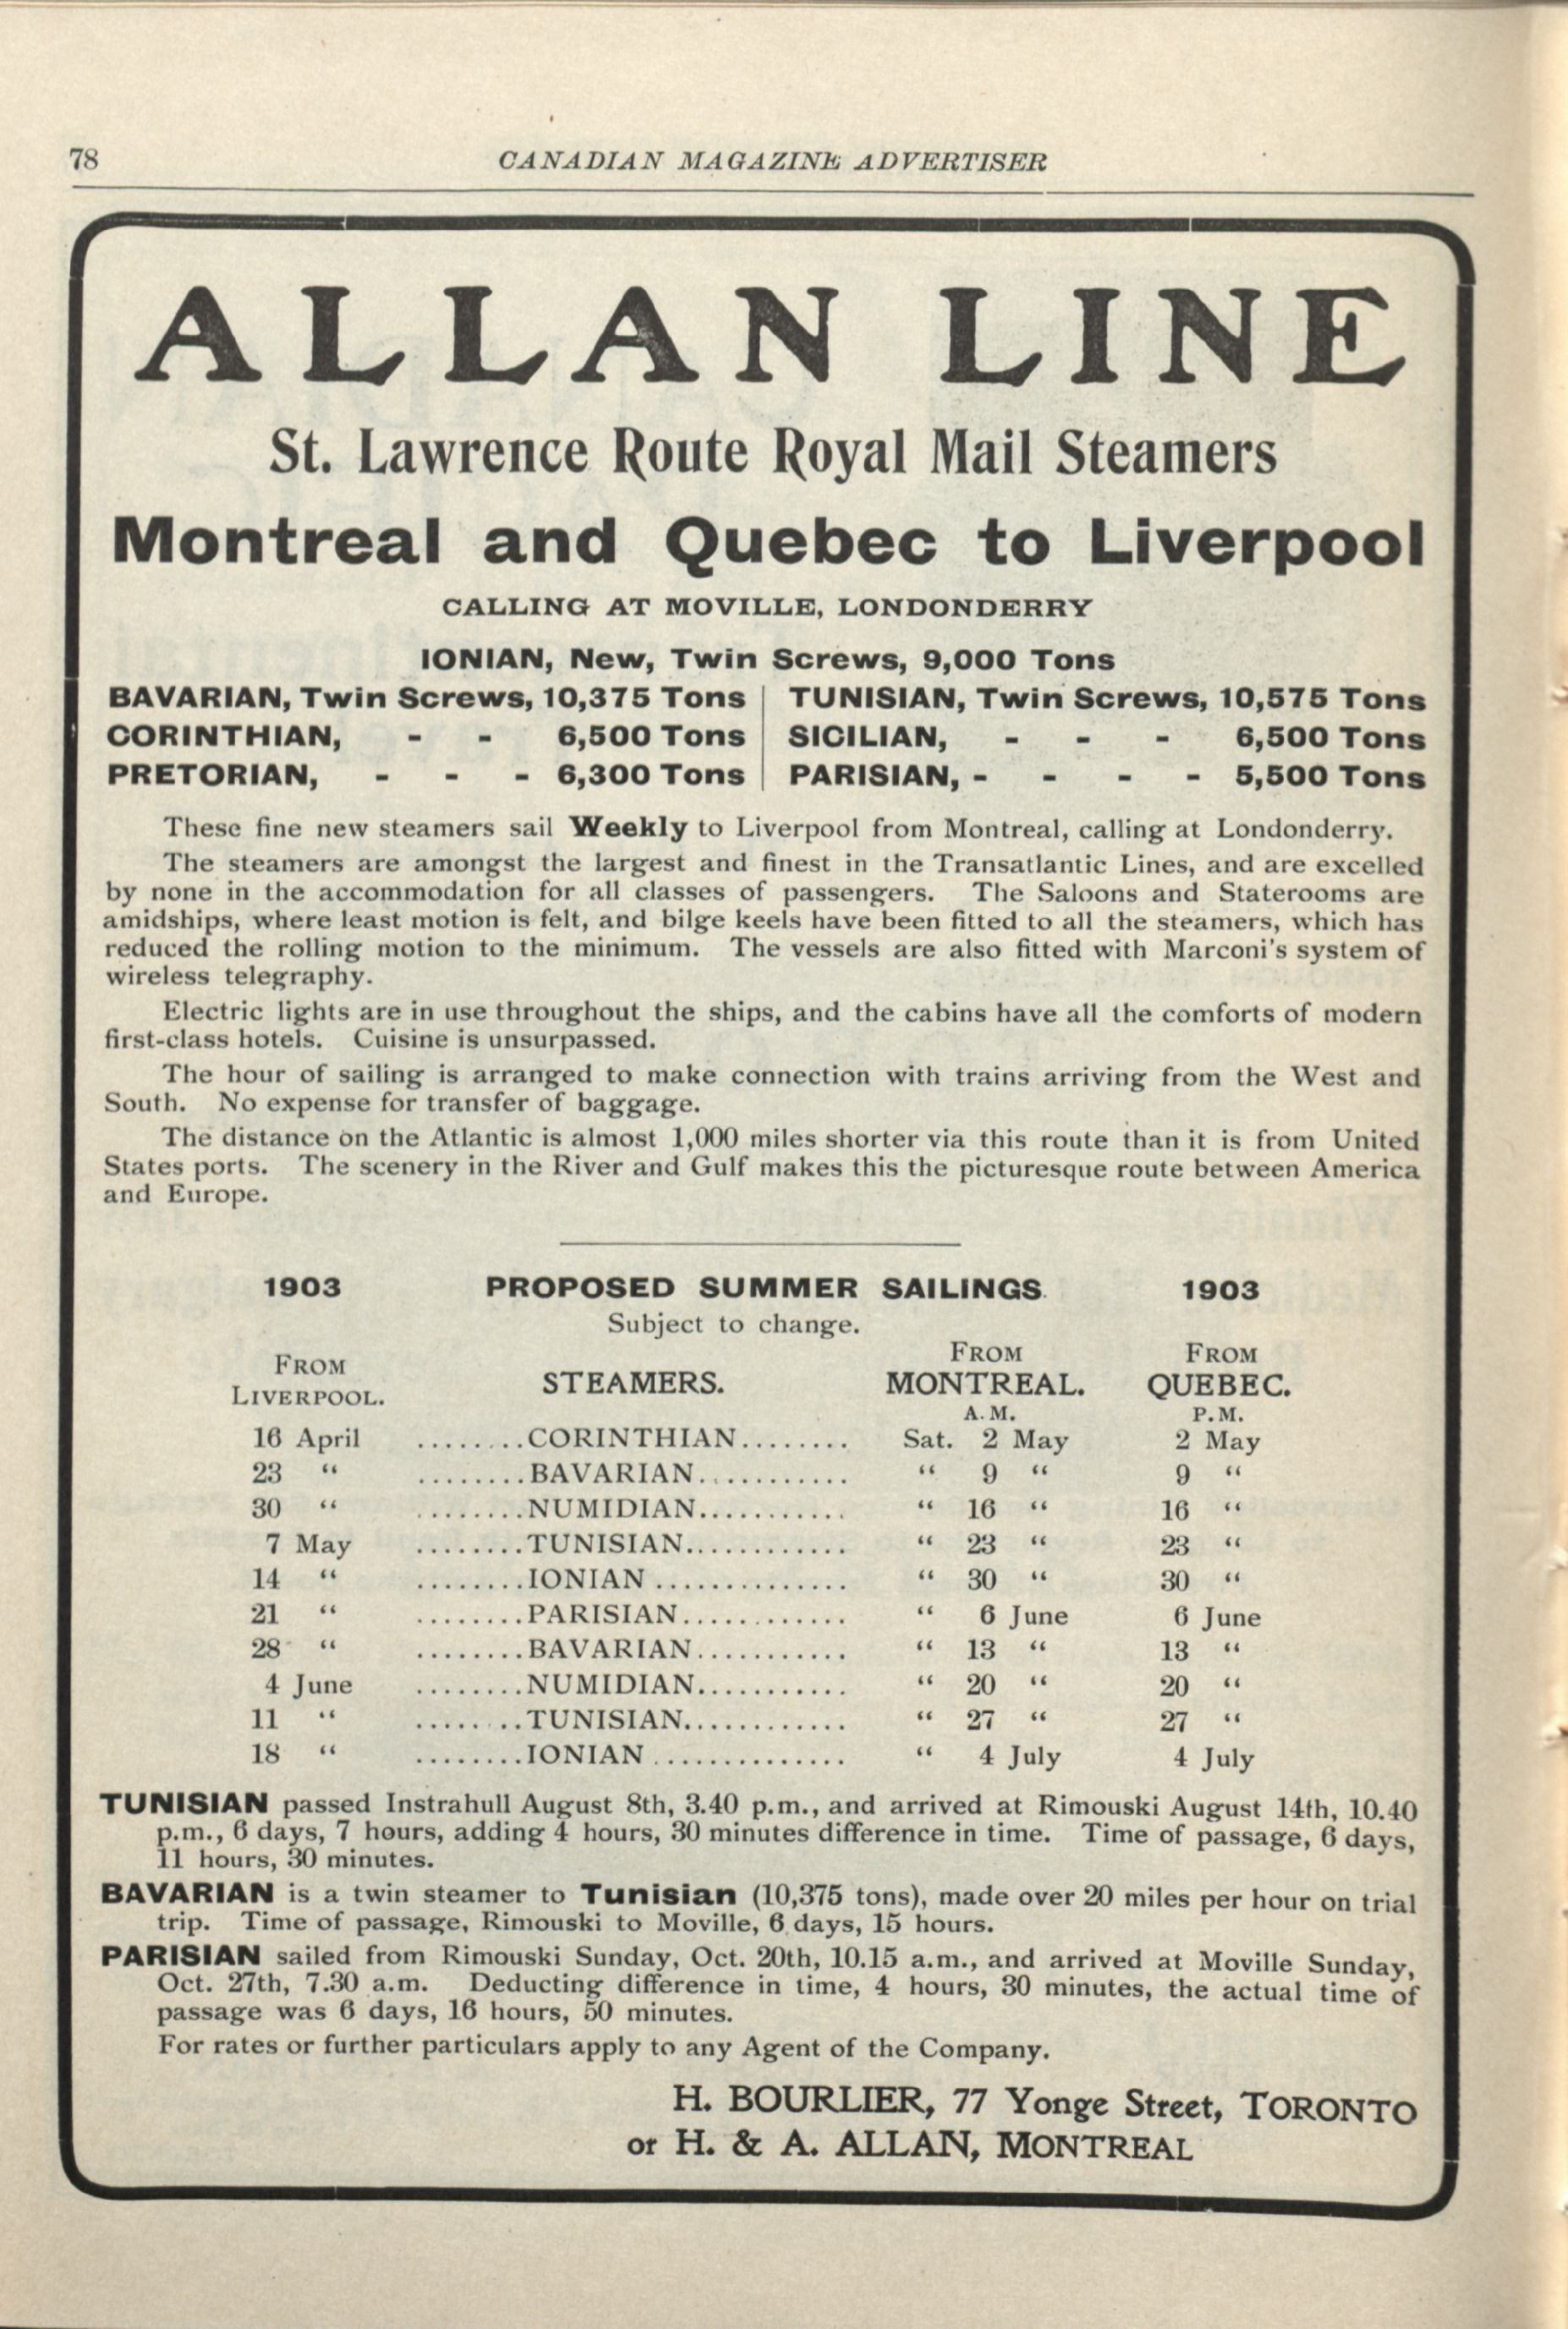 78
CANADIAN MAGAZINE ADVERTISER
ALLAN LINE
St. Lawrence Route Royal Mail Steamers
Montreal and Quebec to Liverpool
CALLING AT MOVILLE, LONDONDERRY
IONIAN, New, Twin Screws, 9,000 Tons
BAVARIAN, Twin Screws, 10,375 Tons | TUNISIAN, Twin Screws, 10,575 Tons
CORINTHIAN, - - 6,500 Tons | SICILIAN, - - - 6,500 Tons
PRETORIAN, - - - 6,300 Tons | PARISIAN, - - - - 5,500 Tons
These fine new steamers sail Weekly to Liverpool from Montreal, calling at Londonderry.
The steamers are amongst the largest and finest in the Transatlantic Lines, and are excelled
by none in the accommodation for all classes of passengers. The Saloons and Staterooms are
amidships, where least motion is felt, and bilge keels have been fitted to all the steamers, which has
reduced the rolling motion to the minimum. The vessels are also fitted with Marconi's system of
wireless telegraphy.
Electric lights are in use throughout the ships, and the cabins have all the comforts of modern
first-class hotels. Cuisine is unsurpassed.
The hour of sailing is arranged to make connection with trains arriving from the West and
South. No expense for transfer of baggage.
The distance on the Atlantic is almost 1,000 miles shorter via this route than it is from United
States ports. The scenery in the River and Gulf makes this the picturesque route between America
and Europe.
1903 PROPOSED SUMMER SAILINGS. 1903
Subject to change.
FROM LIVERPOOL. STEAMERS. FROM MONTREAL. FROM QUEBEC.
A.M. P.M.
16 April ........CORINTHIAN........ Sat. 2 May 2 May
23 " ........BAVARIAN........... " 9 " 9 "
30 " ........NUMIDIAN........... " 16 " 16 "
7 May ........TUNISIAN............ " 23 " 23 "
14 " ........IONIAN .............. " 30 " 30 "
21 " ........PARISIAN............ " 6 June 6 June
28 " ........BAVARIAN........... " 13 " 13 "
4 June ........NUMIDIAN........... " 20 " 20 "
11 " ........TUNISIAN............ " 27 " 27 "
18 " ........IONIAN .............. " 4 July 4 July
TUNISIAN passed Instrahull August 8th, 3.40 p.m., and arrived at Rimouski August 14th, 10.40
p.m., 6 days, 7 hours, adding 4 hours, 30 minutes difference in time. Time of passage, 6 days,
11 hours, 30 minutes.
BAVARIAN is a twin steamer to Tunisian (10,375 tons), made over 20 miles per hour on trial
trip. Time of passage, Rimouski to Moville, 6 days, 15 hours.
PARISIAN sailed from Rimouski Sunday, Oct. 20th, 10.15 a.m., and arrived at Moville Sunday,
Oct. 27th, 7.30 a.m. Deducting difference in time, 4 hours, 30 minutes, the actual time of
passage was 6 days, 16 hours, 50 minutes.
For rates or further particulars apply to any Agent of the Company.
H. BOURLIER, 77 Yonge Street, TORONTO
or H. & A. ALLAN, MONTREAL